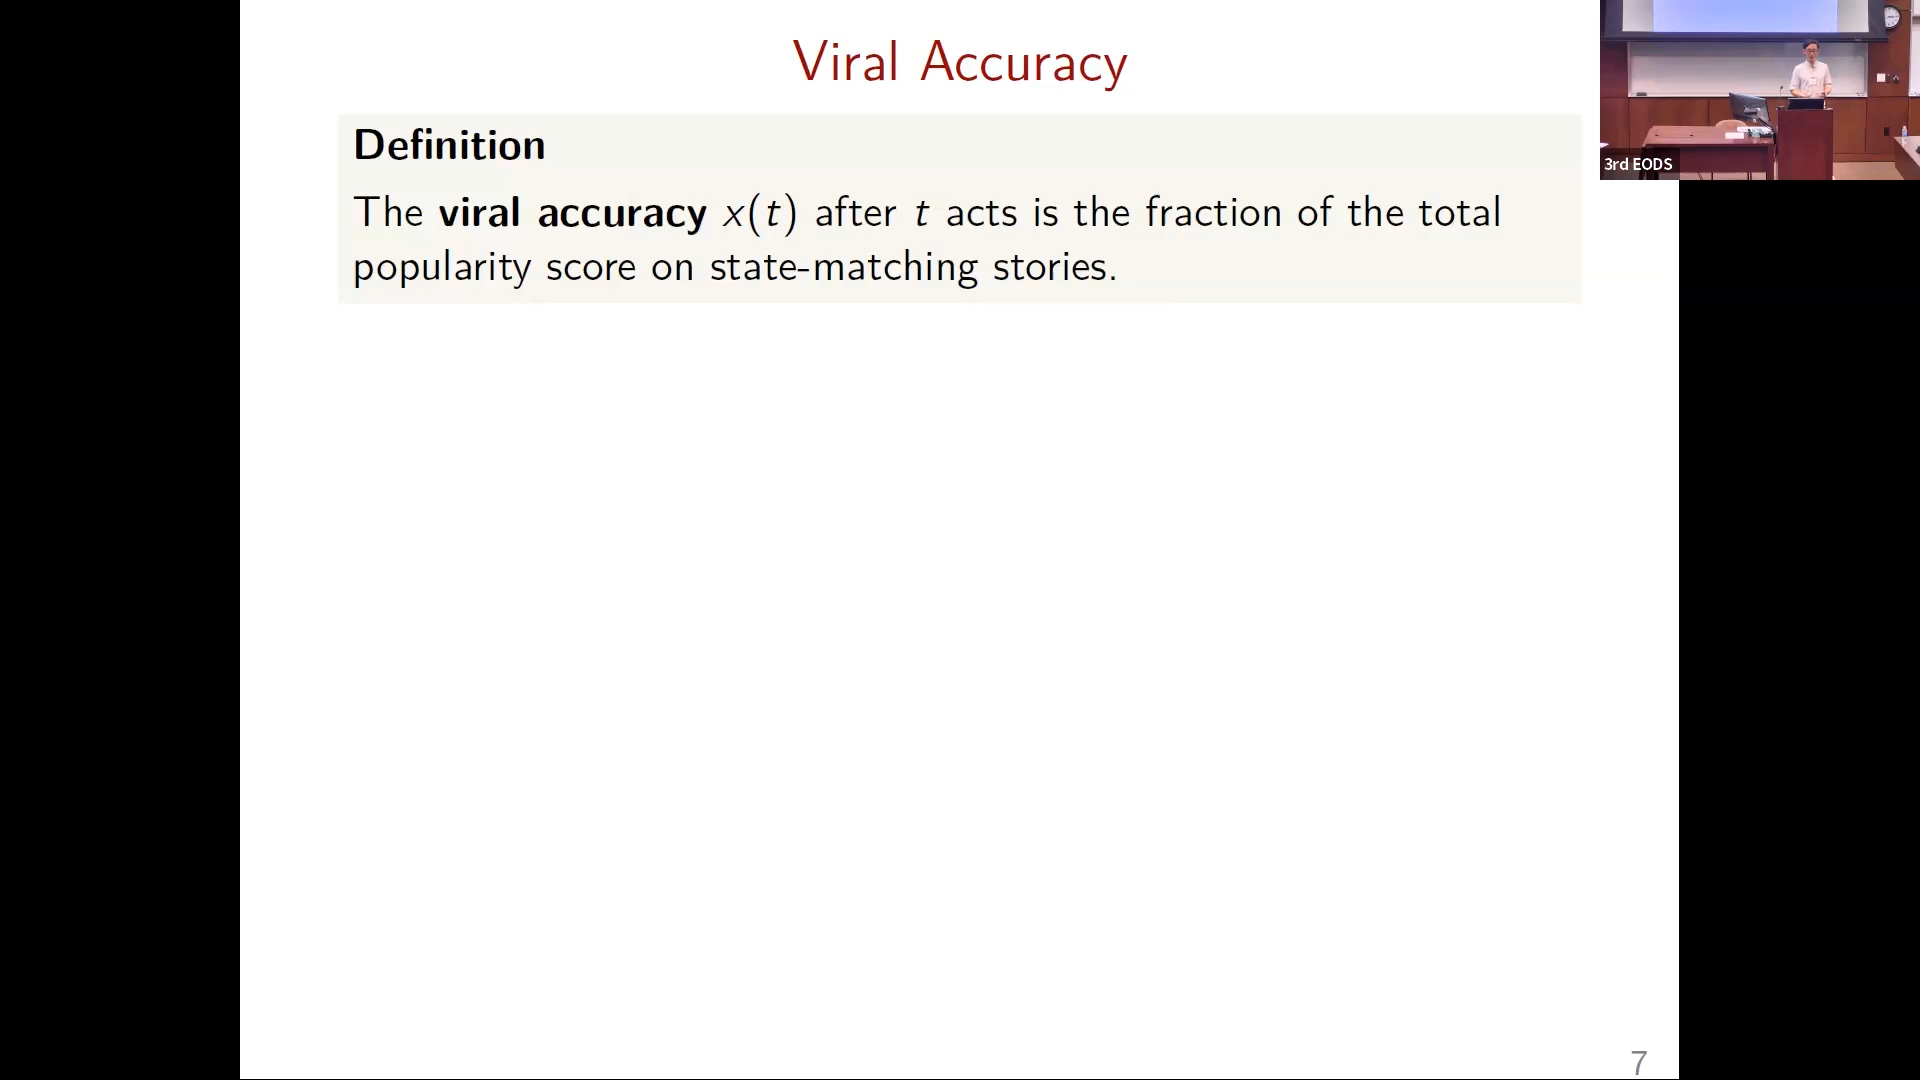 Viral Accuracy
Definition
The viral accuracy x(t) after t acts is the fraction of the total
popularity score on state-matching stories.
3rd EODS
7